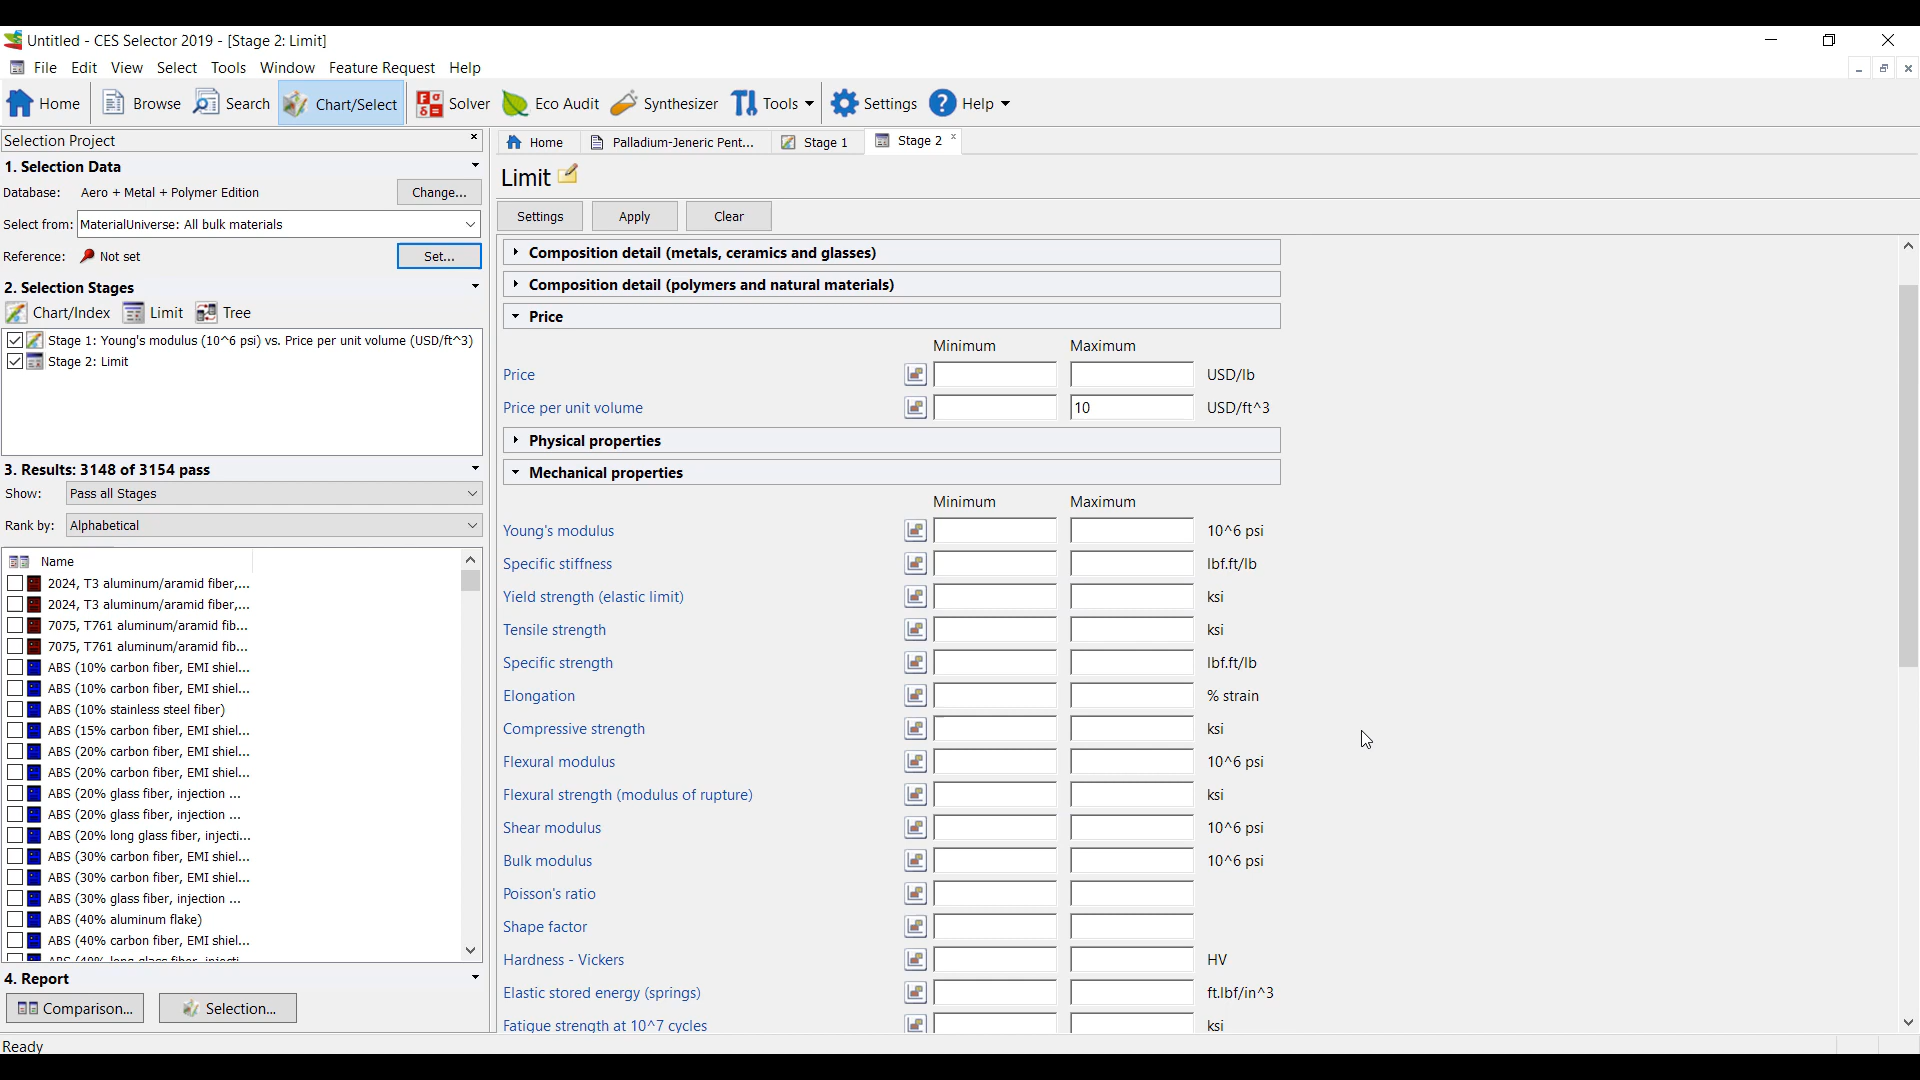 Untitled - CES Selector 2019 - [Stage 2: Limit]
File Edit View Select Tools Window Feature Request Help
Home Browse Search Chart/Select Solver Eco Audit Synthesizer Tools Settings Help
Selection Project
Home Palladium-Jeneric Pent... Stage 1 Stage 2
1. Selection Data
Database: Aero + Metal + Polymer Edition Change...
Select from: MaterialUniverse: All bulk materials
Reference: Not set Set...
2. Selection Stages
Chart/Index Limit Tree
Stage 1: Young's modulus (10^6 psi) vs. Price per unit volume (USD/ft^3)
Stage 2: Limit
3. Results: 3148 of 3154 pass
Show: Pass all Stages
Rank by: Alphabetical
Name
2024, T3 aluminum/aramid fiber,...
2024, T3 aluminum/aramid fiber,...
7075, T761 aluminum/aramid fib...
7075, T761 aluminum/aramid fib...
ABS (10% carbon fiber, EMI shiel...
ABS (10% carbon fiber, EMI shiel...
ABS (10% stainless steel fiber)
ABS (15% carbon fiber, EMI shiel...
ABS (20% carbon fiber, EMI shiel...
ABS (20% carbon fiber, EMI shiel...
ABS (20% glass fiber, injection ...
ABS (20% glass fiber, injection ...
ABS (20% long glass fiber, injecti...
ABS (30% carbon fiber, EMI shiel...
ABS (30% carbon fiber, EMI shiel...
ABS (30% glass fiber, injection ...
ABS (40% aluminum flake)
ABS (40% carbon fiber, EMI shiel...
ABS (40% long glass fiber, injecti...
4. Report
Comparison... Selection...
Limit
Settings Apply Clear
Composition detail (metals, ceramics and glasses)
Composition detail (polymers and natural materials)
Price
Minimum Maximum
Price USD/lb
Price per unit volume 10 USD/ft^3
Physical properties
Mechanical properties
Minimum Maximum
Young's modulus 10^6 psi
Specific stiffness lbf.ft/lb
Yield strength (elastic limit) ksi
Tensile strength ksi
Specific strength lbf.ft/lb
Elongation % strain
Compressive strength ksi
Flexural modulus 10^6 psi
Flexural strength (modulus of rupture) ksi
Shear modulus 10^6 psi
Bulk modulus 10^6 psi
Poisson's ratio
Shape factor
Hardness - Vickers HV
Elastic stored energy (springs) ft.lbf/in^3
Fatigue strength at 10^7 cycles ksi
Ready